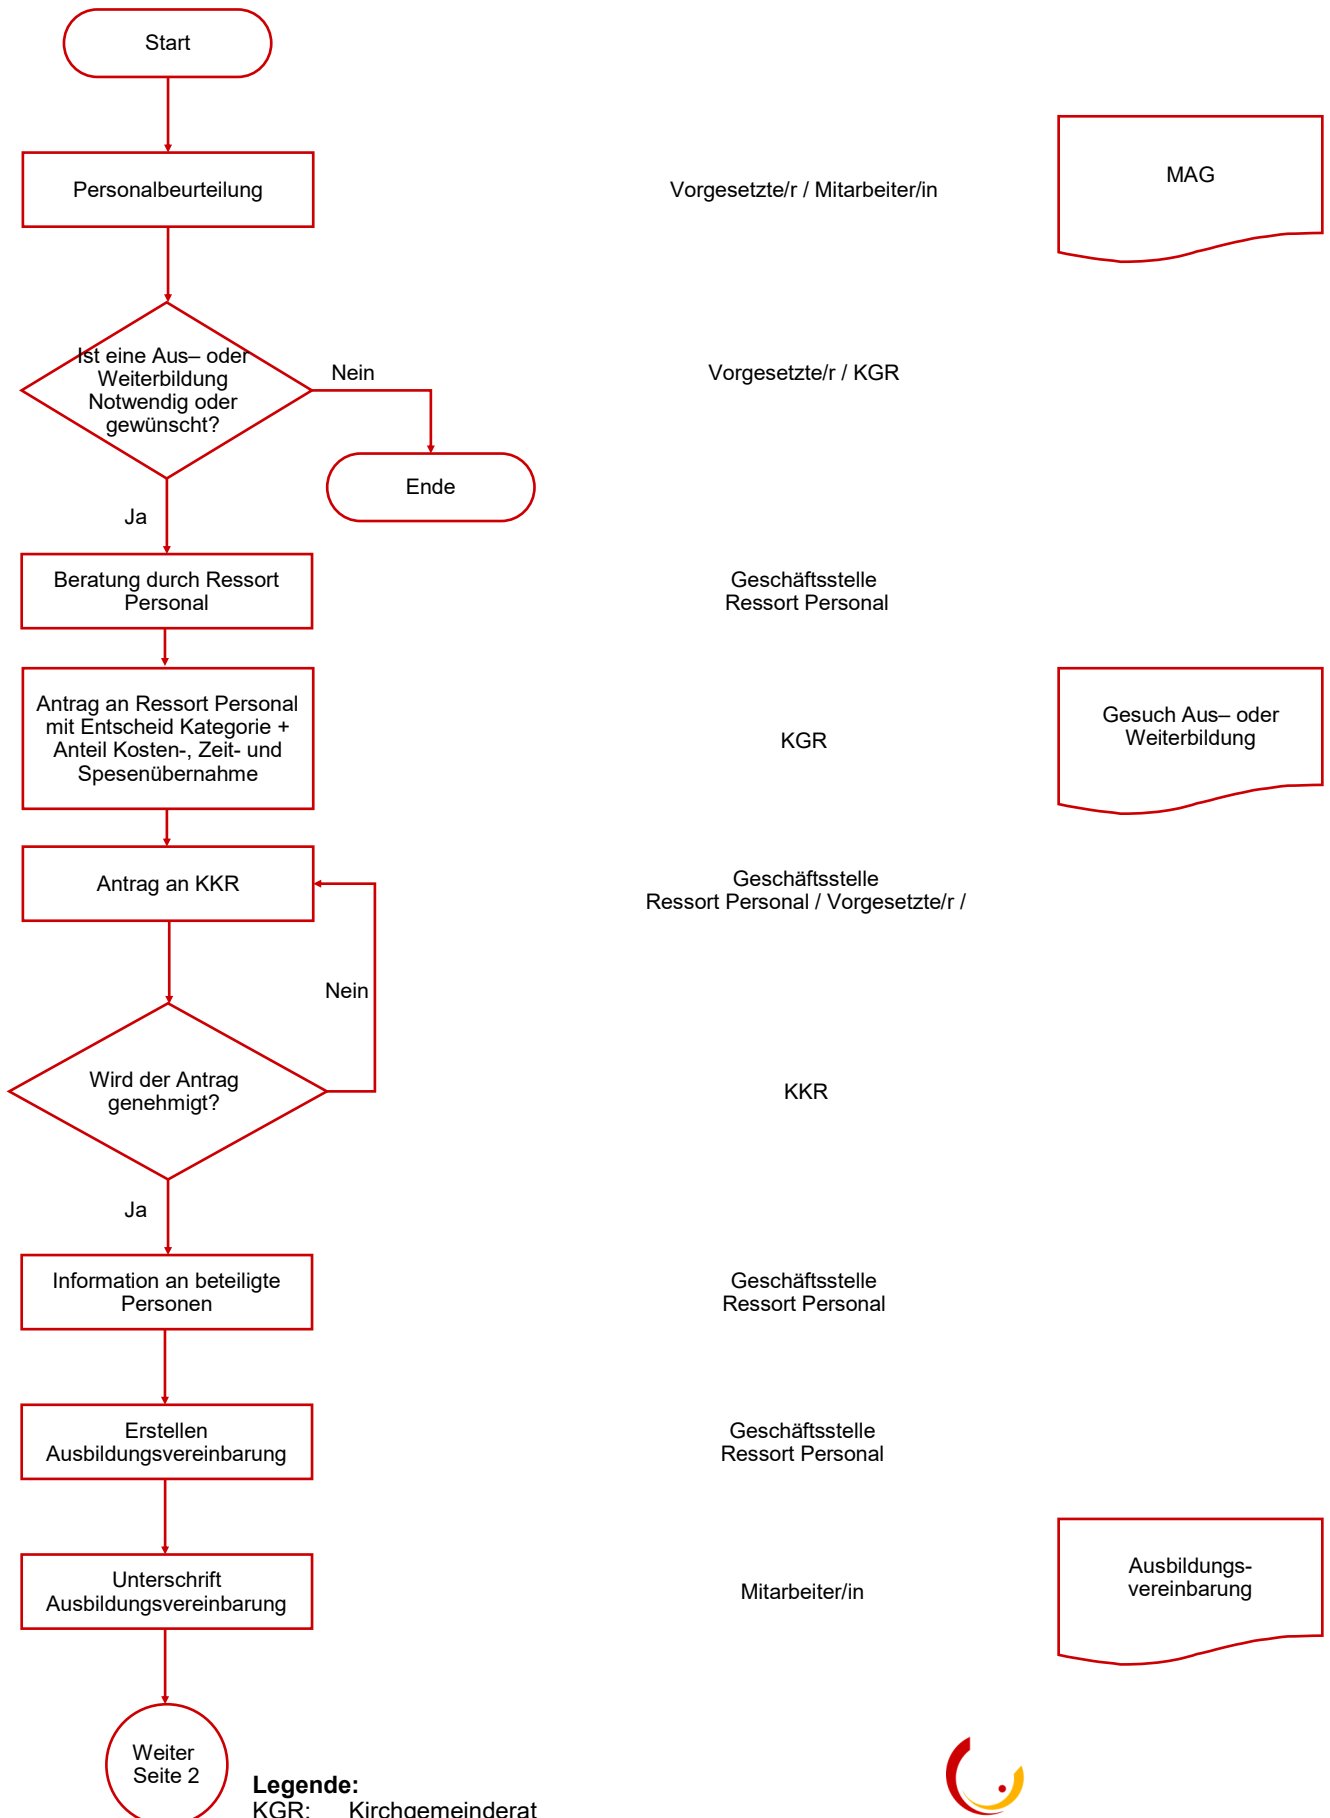 Start
Personalbeurteilung
Vorgesetzte/r / Mitarbeiter/in
MAG
Ist eine Aus– oder
Weiterbildung
Notwendig oder
gewünscht?
Nein
Vorgesetzte/r / KGR
Ende
Ja
Beratung durch Ressort
Personal
Geschäftsstelle
Ressort Personal
Antrag an Ressort Personal
mit Entscheid Kategorie +
Anteil Kosten-, Zeit- und
Spesenübernahme
KGR
Gesuch Aus– oder
Weiterbildung
Antrag an KKR
Geschäftsstelle
Ressort Personal / Vorgesetzte/r /
Nein
Wird der Antrag
genehmigt?
KKR
Ja
Information an beteiligte
Personen
Geschäftsstelle
Ressort Personal
Erstellen
Ausbildungsvereinbarung
Geschäftsstelle
Ressort Personal
Unterschrift
Ausbildungsvereinbarung
Mitarbeiter/in
Ausbildungs-
vereinbarung
Weiter
Seite 2
Legende:
KGR: Kirchgemeinderat